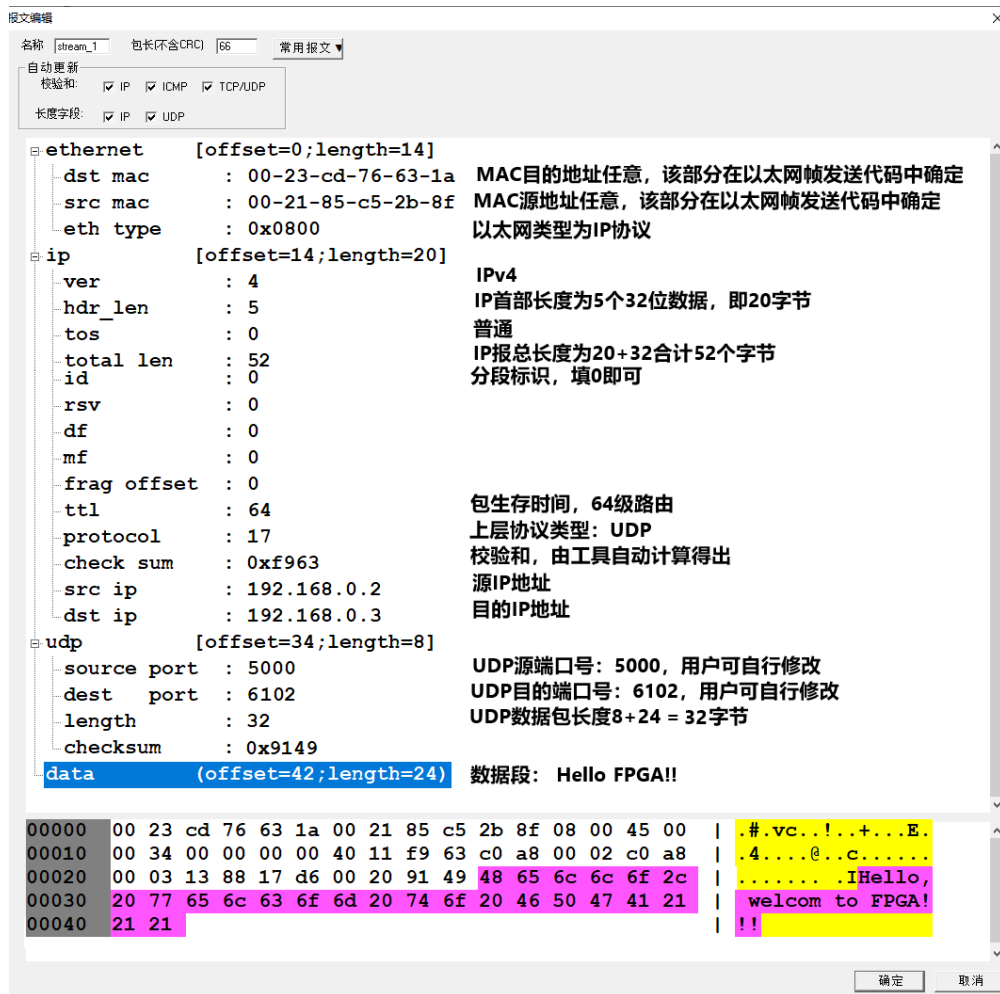 报文编辑
名称 stream_1 包长(不含CRC) 66 常用报文
自动更新
校验和: IP ICMP TCP/UDP
长度字段: IP UDP
ethernet [offset=0;length=14]
dst mac : 00-23-cd-76-63-1a MAC目的地址任意，该部分在以太网帧发送代码中确定
src mac : 00-21-85-c5-2b-8f MAC源地址任意，该部分在以太网帧发送代码中确定
eth type : 0x0800 以太网类型为IP协议
ip [offset=14;length=20]
ver : 4 IPv4
hdr_len : 5 IP首部长度为5个32位数据，即20字节
tos : 0 普通
total len : 52 IP报总长度为20+32合计52个字节
id : 0 分段标识，填0即可
rsv : 0
df : 0
mf : 0
frag offset : 0
ttl : 64 包生存时间，64级路由
protocol : 17 上层协议类型：UDP
check sum : 0xf963 校验和，由工具自动计算得出
src ip : 192.168.0.2 源IP地址
dst ip : 192.168.0.3 目的IP地址
udp [offset=34;length=8]
source port : 5000 UDP源端口号：5000，用户可自行修改
dest port : 6102 UDP目的端口号：6102，用户可自行修改
length : 32 UDP数据包长度8+24 = 32字节
checksum : 0x9149
data (offset=42;length=24) 数据段： Hello FPGA!!
00000 00 23 cd 76 63 1a 00 21 85 c5 2b 8f 08 00 45 00 | .#.vc..!..+...E.
00010 00 34 00 00 00 00 40 11 f9 63 c0 a8 00 02 c0 a8 | .4....@..c......
00020 00 03 13 88 17 d6 00 20 91 49 48 65 6c 6c 6f 2c | ....... .IHello,
00030 20 77 65 6c 63 6f 6d 20 74 6f 20 46 50 47 41 21 | welcom to FPGA!
00040 21 21 | !!
确定 取消